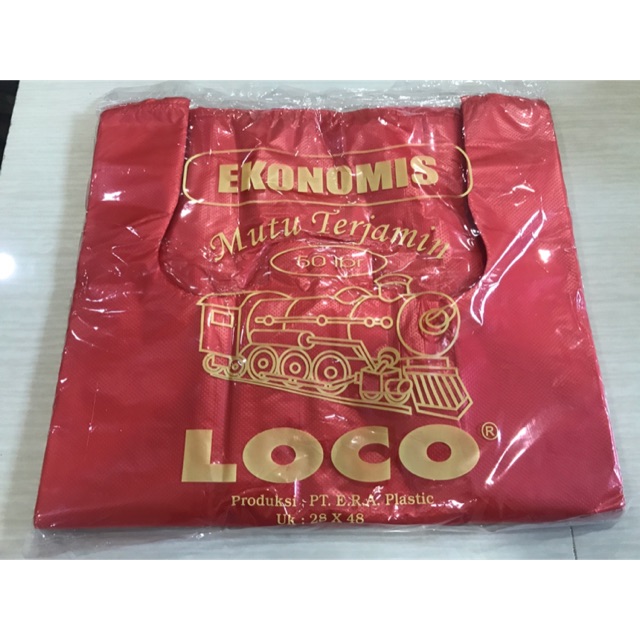 EKONOMIS
Mutu Terjamin
50 lbr
LOCO®
Produksi : PT. E.R.A. Plastic
Uk : 28 X 48